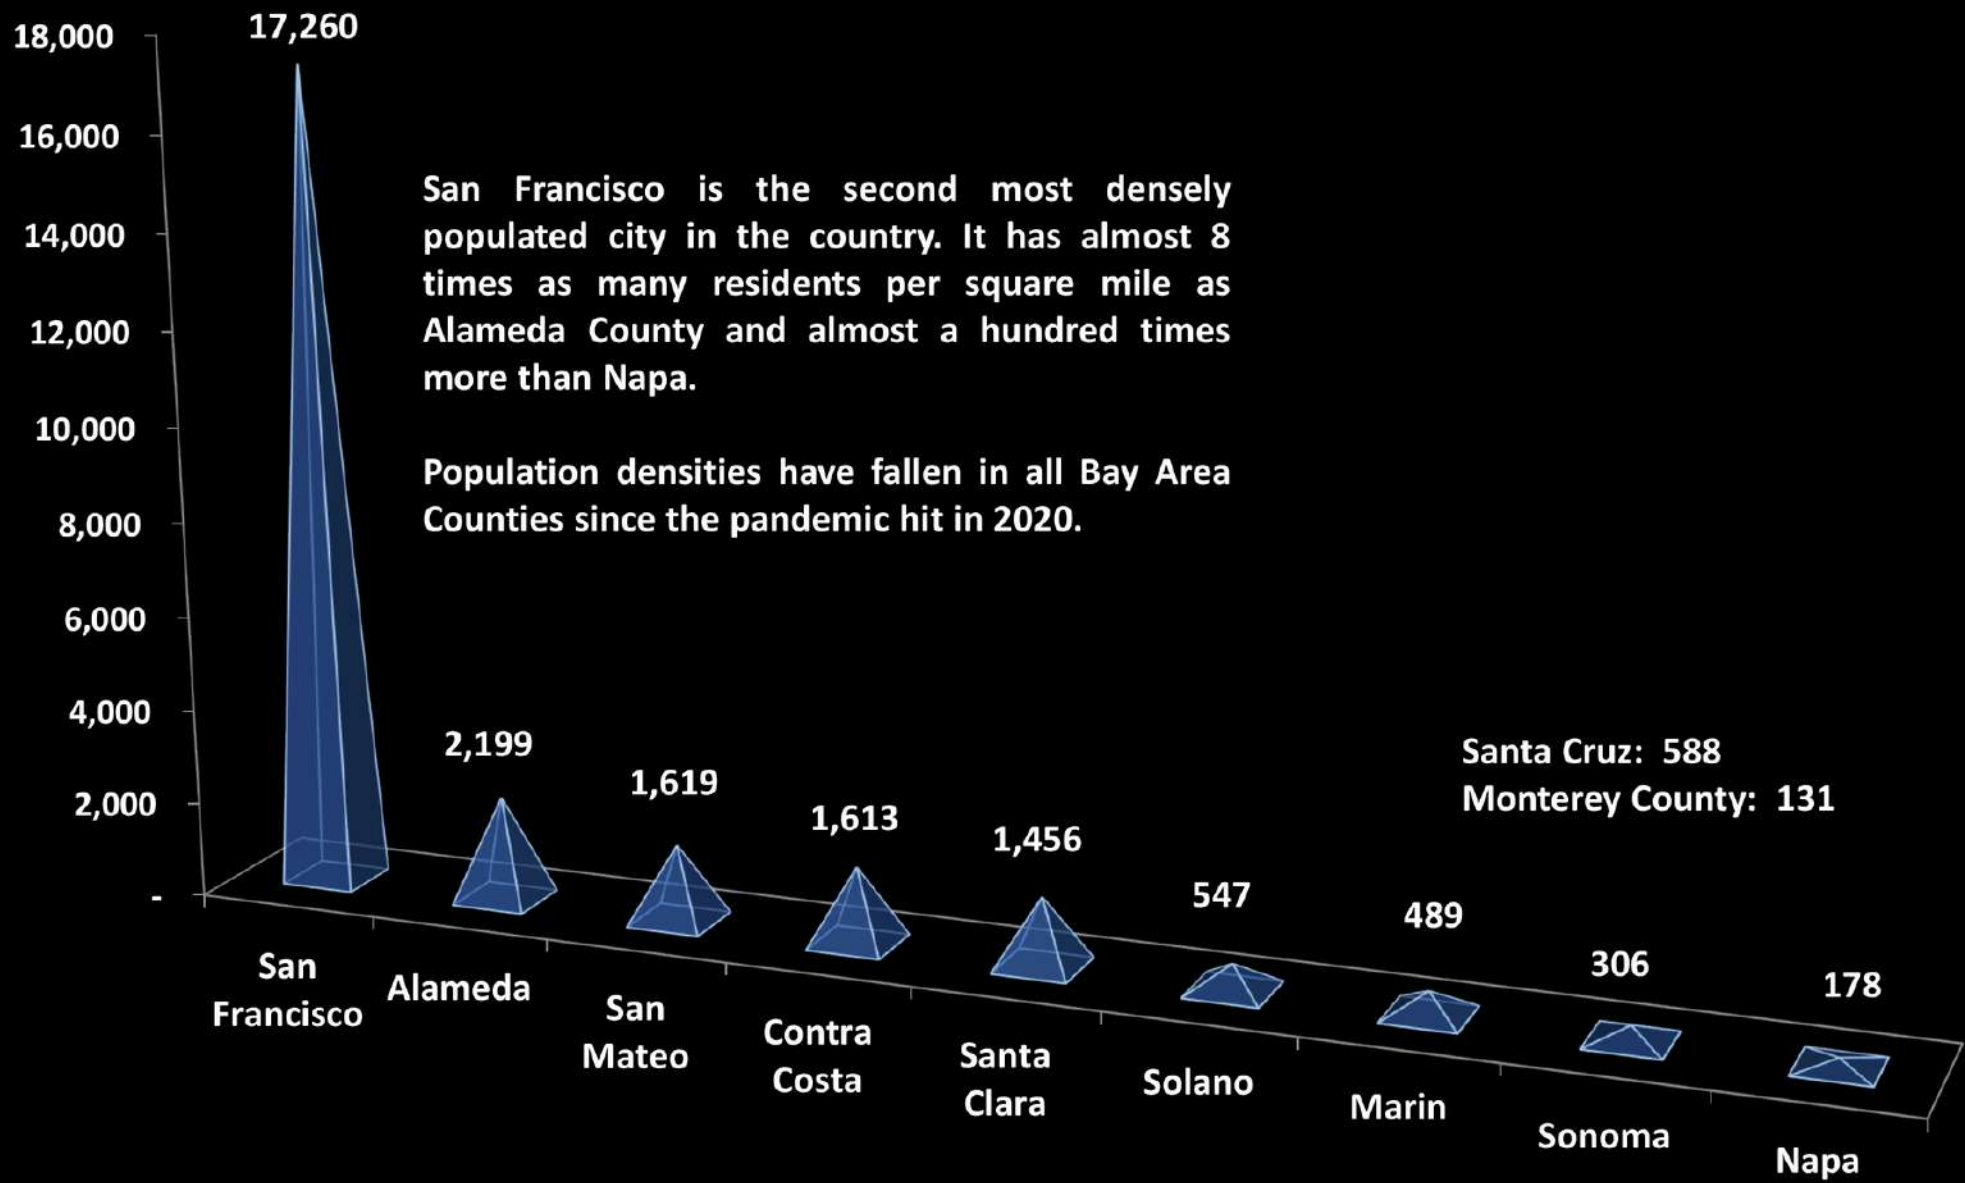 17,260
18,000
16,000
14,000
12,000
10,000
8,000
6,000
4,000
2,000
-
San Francisco is the second most densely
populated city in the country. It has almost 8
times as many residents per square mile as
Alameda County and almost a hundred times
more than Napa.
Population densities have fallen in all Bay Area
Counties since the pandemic hit in 2020.
2,199
1,619
1,613
1,456
547
489
306
178
Santa Cruz: 588
Monterey County: 131
San
Francisco
Alameda
San
Mateo
Contra
Costa
Santa
Clara
Solano
Marin
Sonoma
Napa